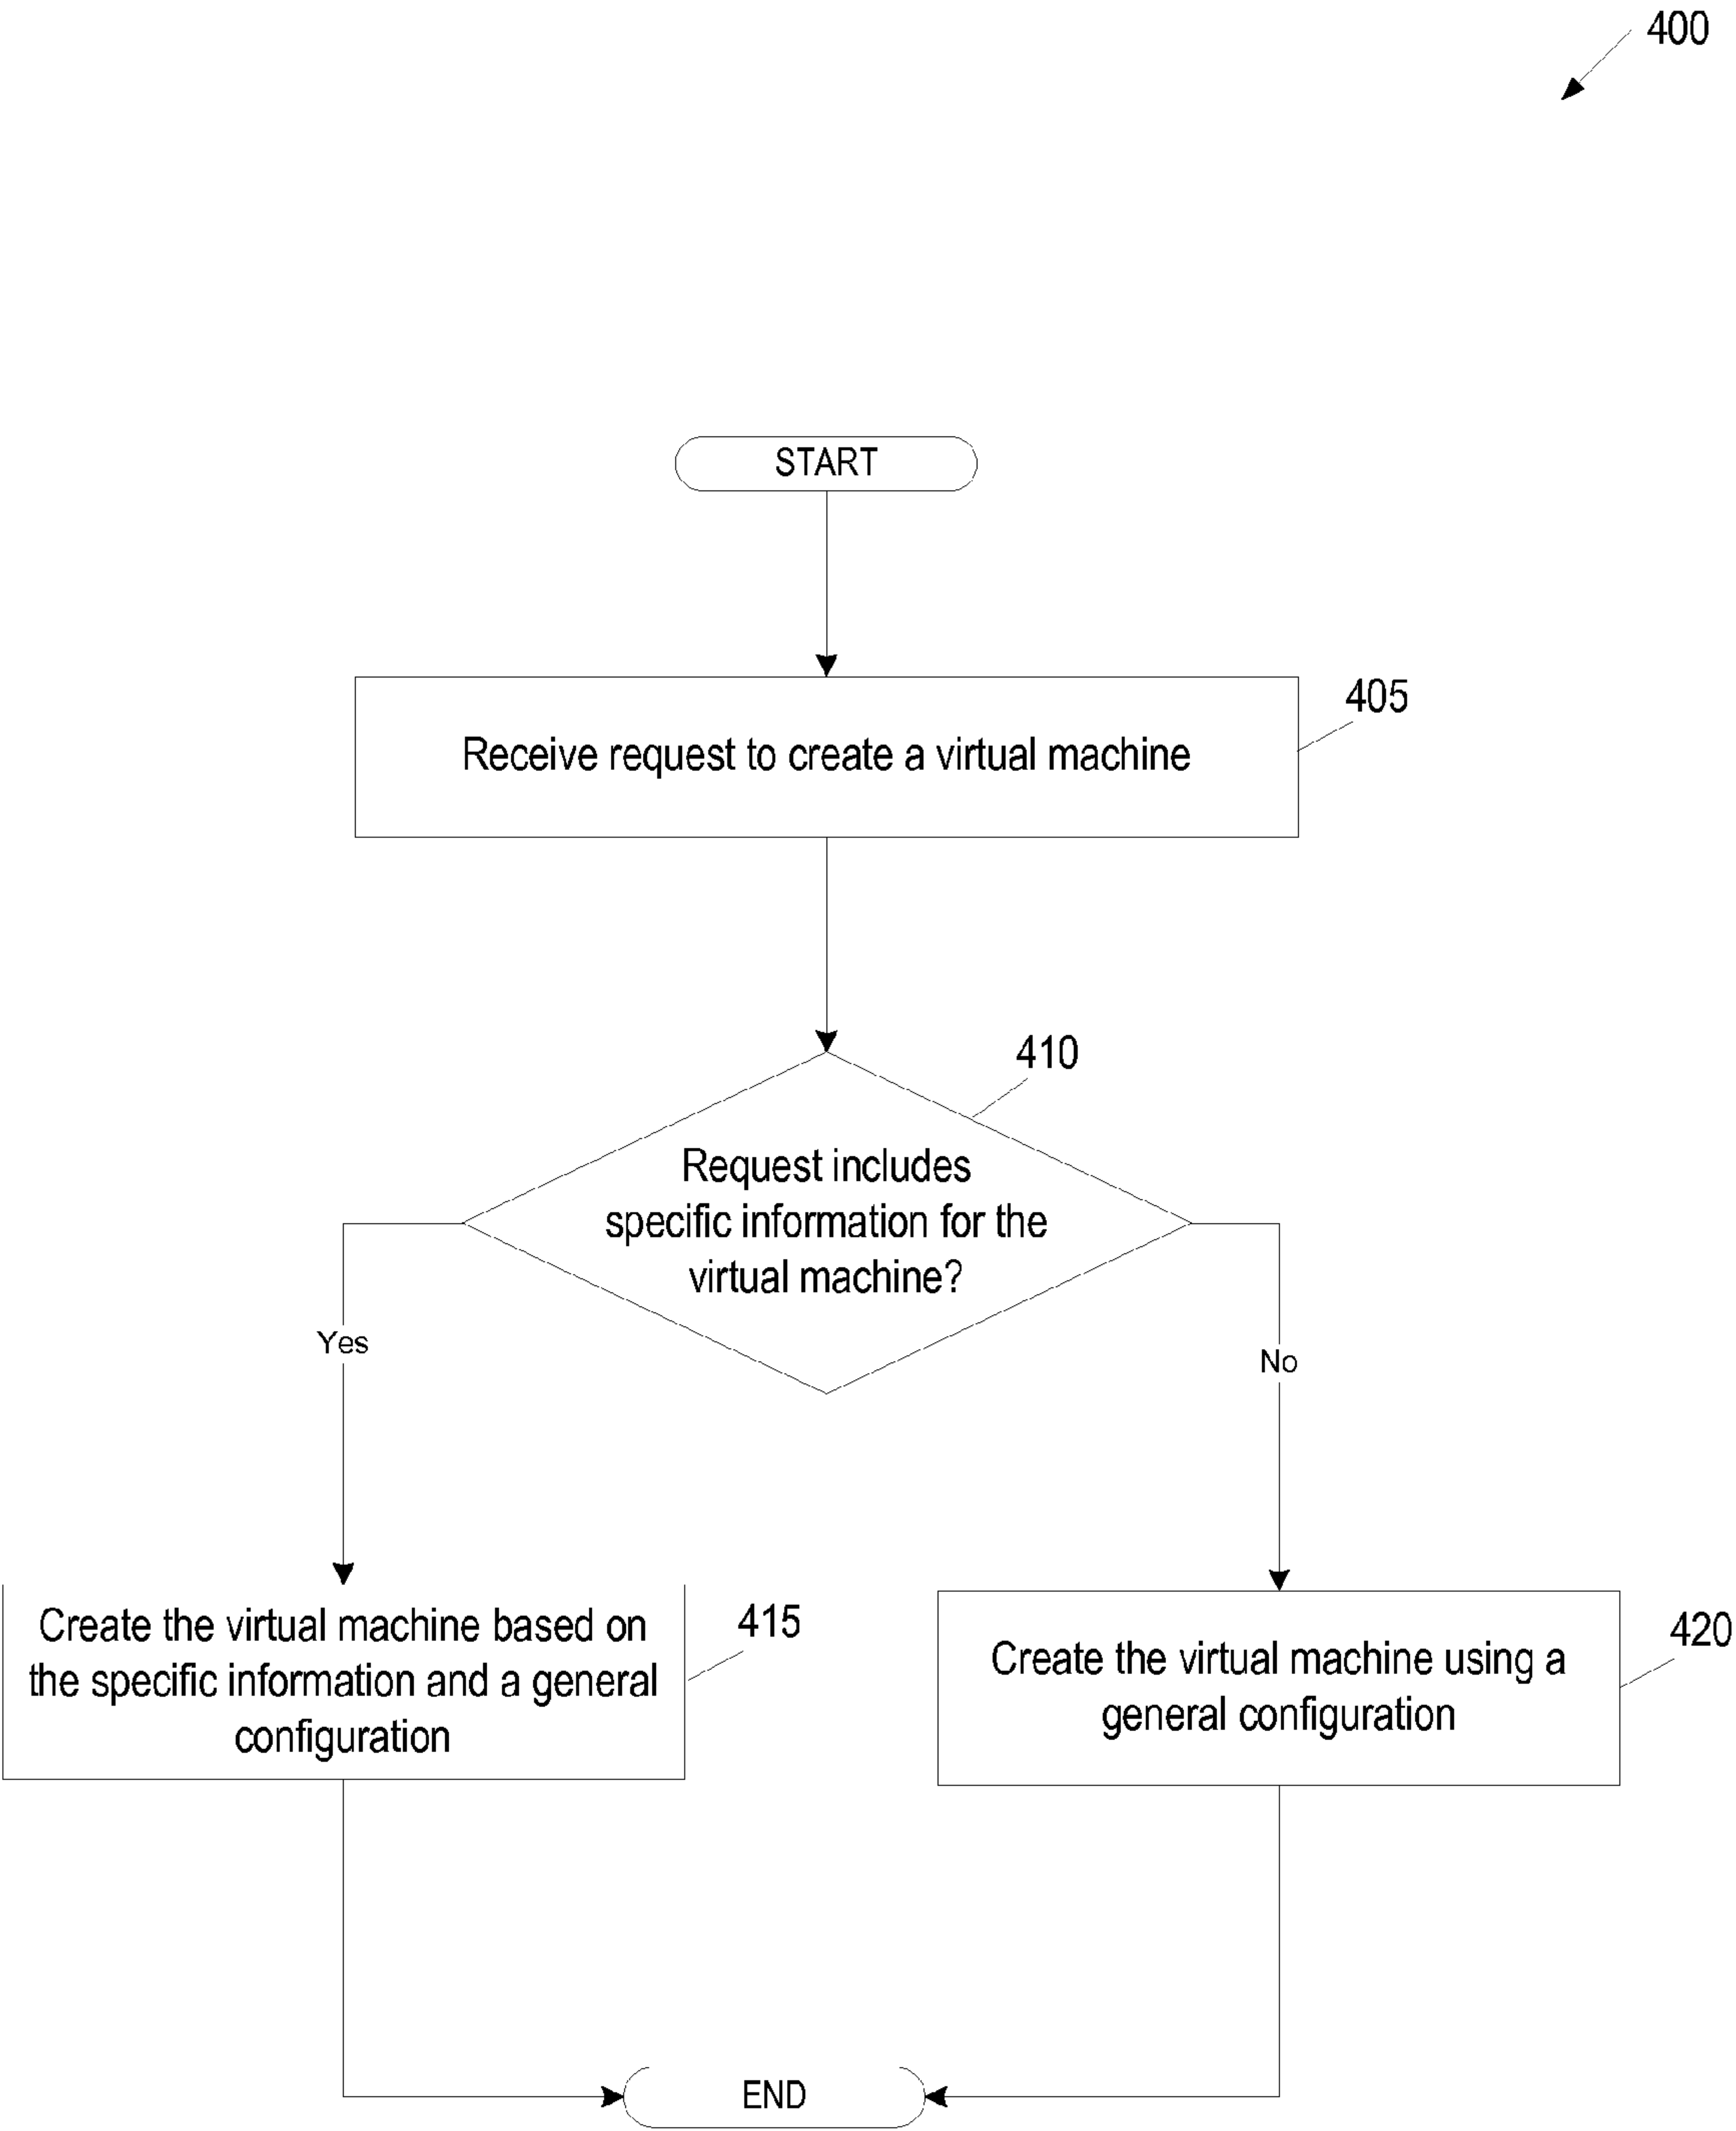 400
START
Receive request to create a virtual machine
405
410
Request includes
specific information for the
virtual machine?
Yes
No
Create the virtual machine based on
the specific information and a general
configuration
415
Create the virtual machine using a
general configuration
420
END